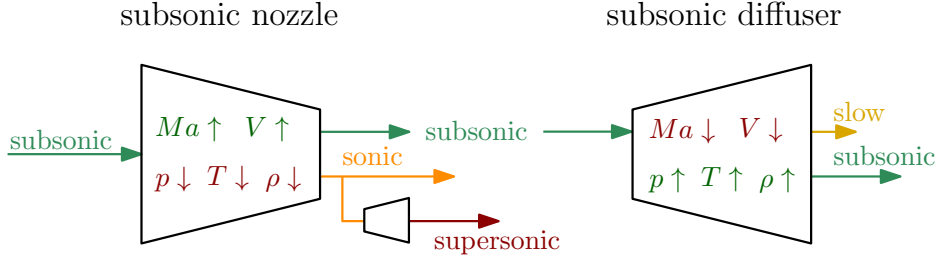 subsonic nozzle
subsonic diffuser
subsonic
Ma ↑ V ↑
p ↓ T ↓ ρ ↓
subsonic
sonic
supersonic
Ma ↓ V ↓
p ↑ T ↑ ρ ↑
slow
subsonic